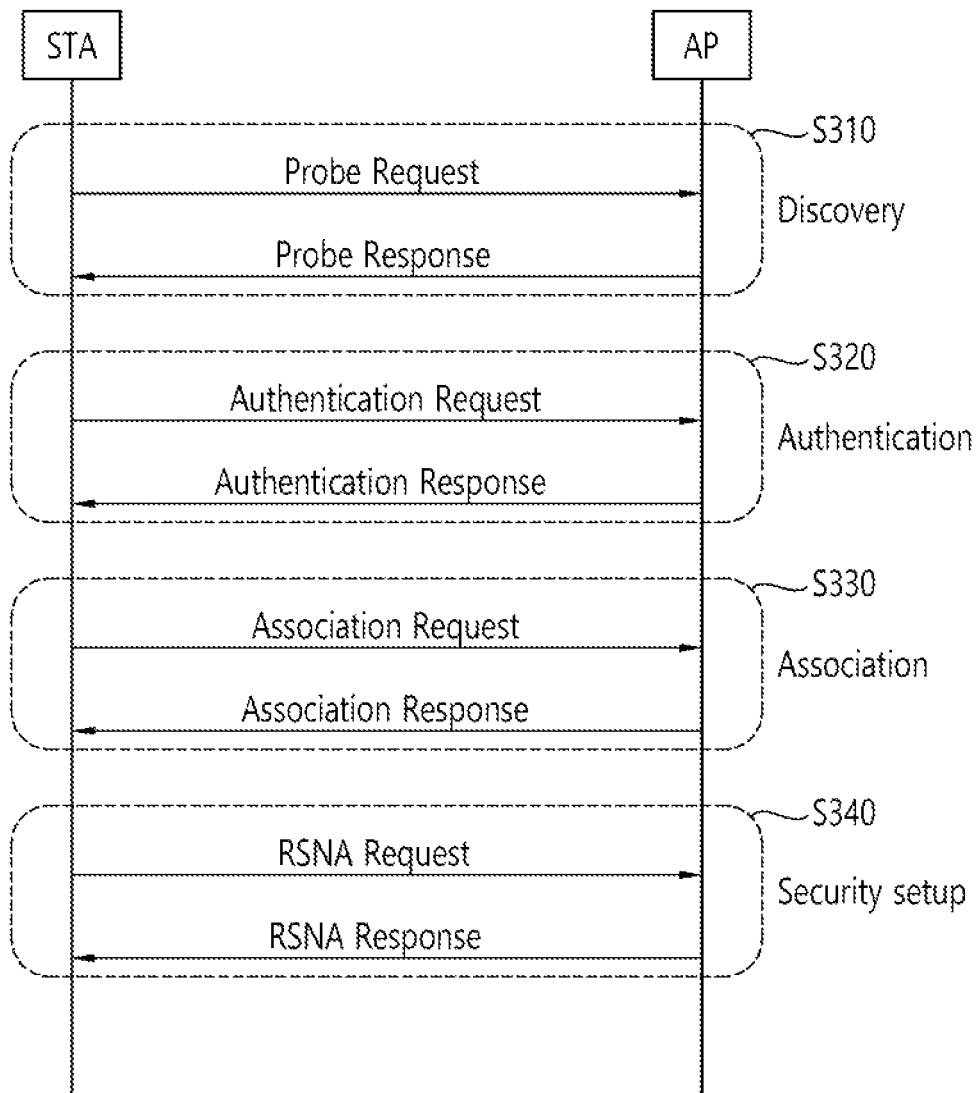 STA
AP
S310
Probe Request
Discovery
Probe Response
S320
Authentication Request
Authentication
Authentication Response
S330
Association Request
Association
Association Response
S340
RSNA Request
Security setup
RSNA Response